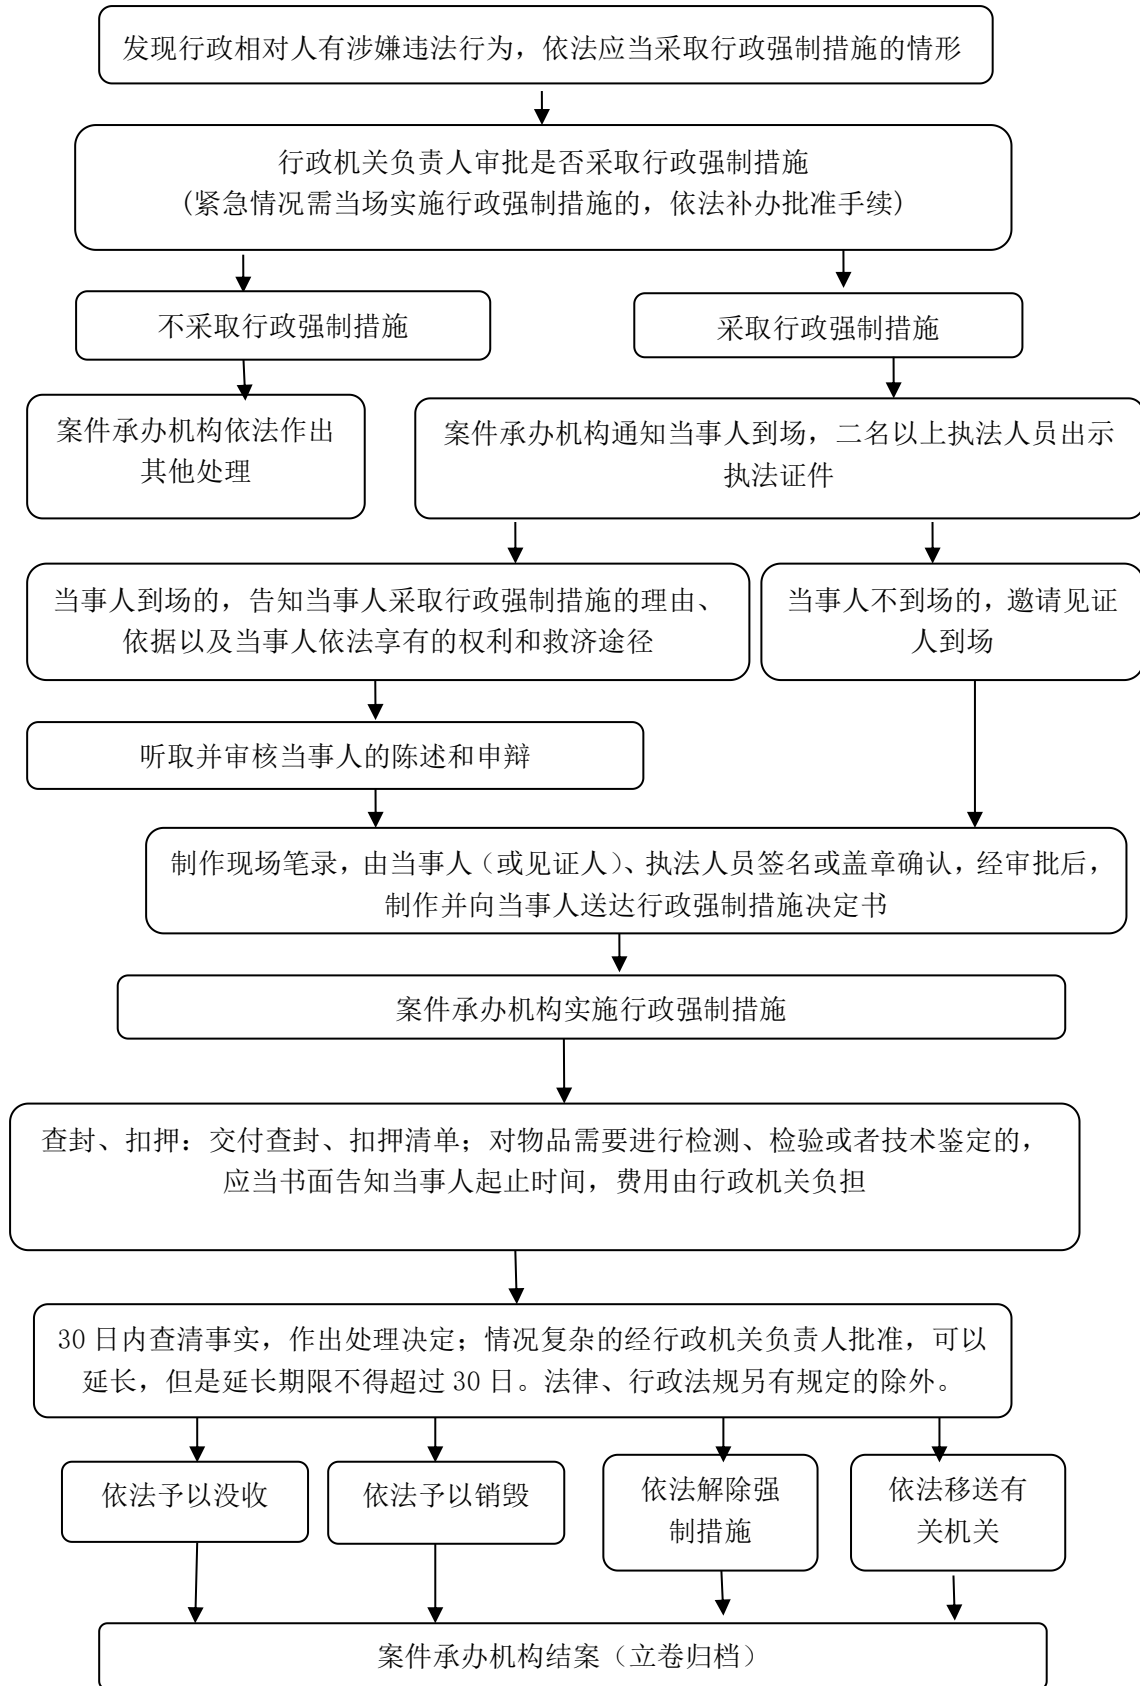 发现行政相对人有涉嫌违法行为，依法应当采取行政强制措施的情形
行政机关负责人审批是否采取行政强制措施
(紧急情况需当场实施行政强制措施的，依法补办批准手续)
不采取行政强制措施
采取行政强制措施
案件承办机构依法作出
其他处理
案件承办机构通知当事人到场，二名以上执法人员出示
执法证件
当事人到场的，告知当事人采取行政强制措施的理由、
依据以及当事人依法享有的权利和救济途径
当事人不到场的，邀请见证
人到场
听取并审核当事人的陈述和申辩
制作现场笔录，由当事人（或见证人）、执法人员签名或盖章确认，经审批后，
制作并向当事人送达行政强制措施决定书
案件承办机构实施行政强制措施
查封、扣押：交付查封、扣押清单；对物品需要进行检测、检验或者技术鉴定的，
应当书面告知当事人起止时间，费用由行政机关负担
30 日内查清事实，作出处理决定；情况复杂的经行政机关负责人批准，可以
延长，但是延长期限不得超过 30 日。法律、行政法规另有规定的除外。
依法予以没收
依法予以销毁
依法解除强
制措施
依法移送有
关机关
案件承办机构结案（立卷归档）